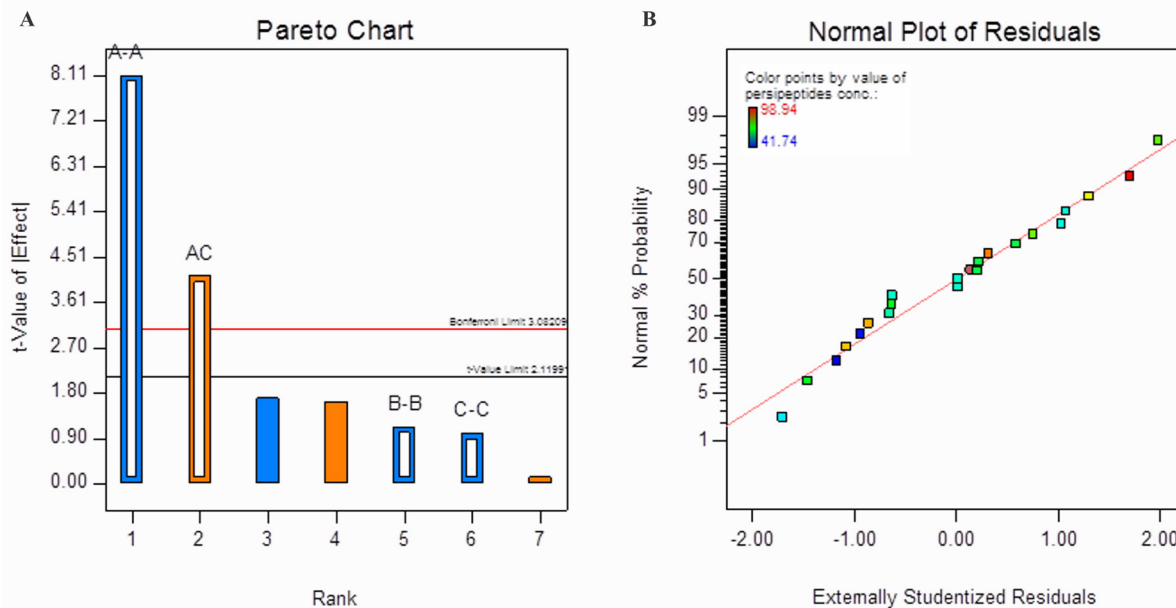 A
Pareto Chart
A-A
8.11
7.21
6.31
5.41
4.51
3.61
2.70
1.80
0.90
0.00
t-Value of |Effect|
AC
Bonferroni Limit 3.08209
t-Value Limit 2.11991
B-B
C-C
1 2 3 4 5 6 7
Rank
B
Normal Plot of Residuals
Color points by value of
persipeptides conc.:
98.94
41.74
Normal % Probability
99
95
90
80
70
50
30
20
10
5
1
-2.00 -1.00 0.00 1.00 2.00
Externally Studentized Residuals